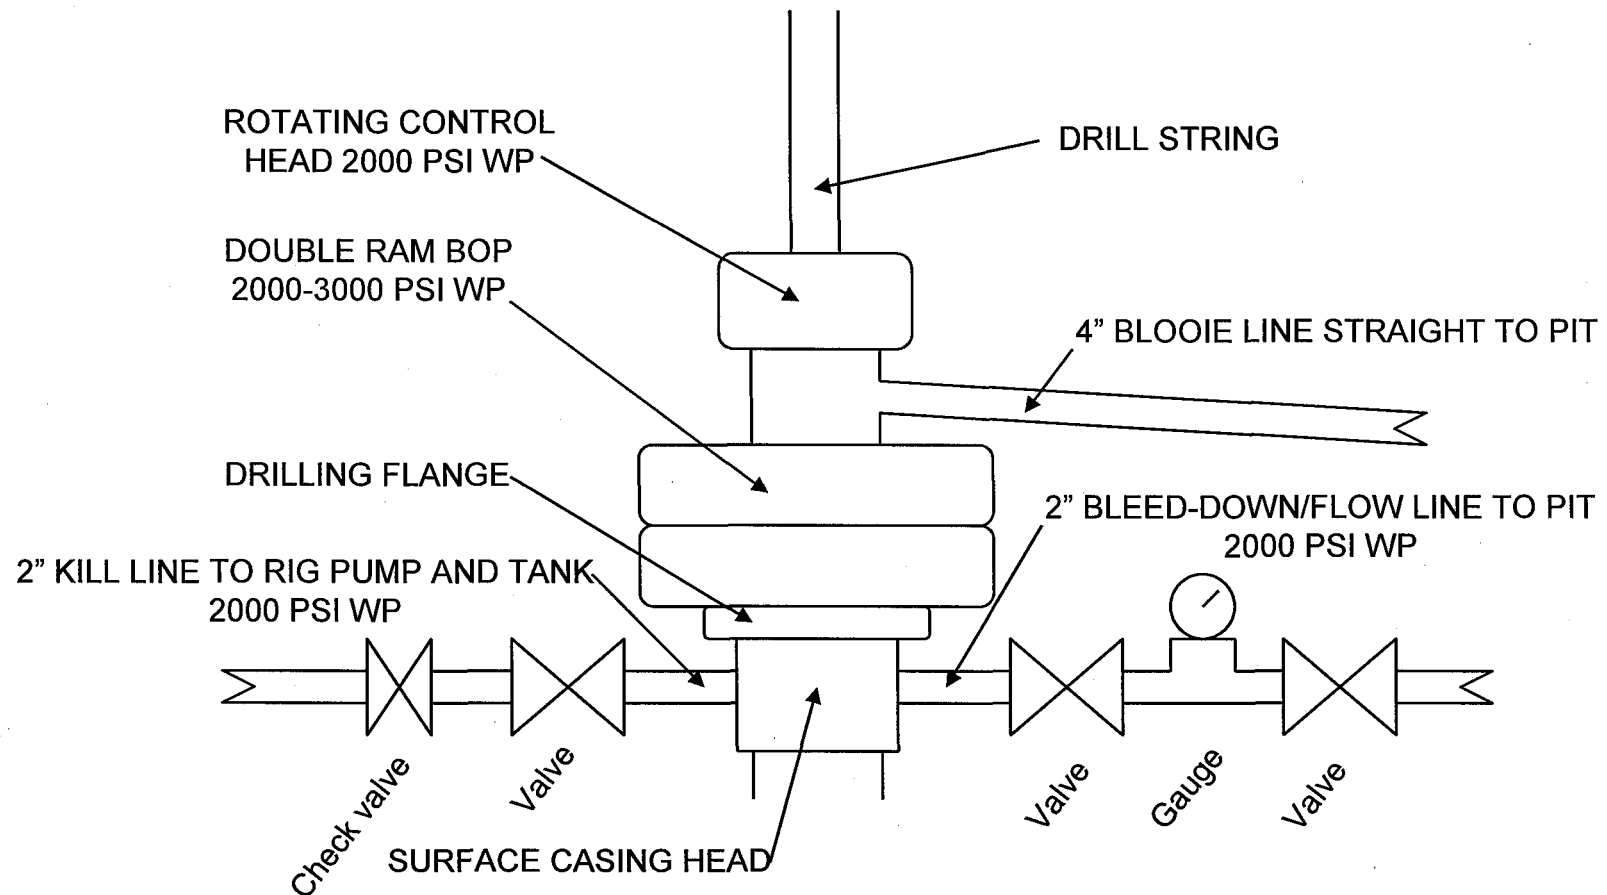 ROTATING CONTROL
HEAD 2000 PSI WP
DRILL STRING
DOUBLE RAM BOP
2000-3000 PSI WP
4” BLOOIE LINE STRAIGHT TO PIT
DRILLING FLANGE
2” BLEED-DOWN/FLOW LINE TO PIT
2000 PSI WP
2” KILL LINE TO RIG PUMP AND TANK
2000 PSI WP
Check valve
Valve
Valve
Gauge
Valve
SURFACE CASING HEAD